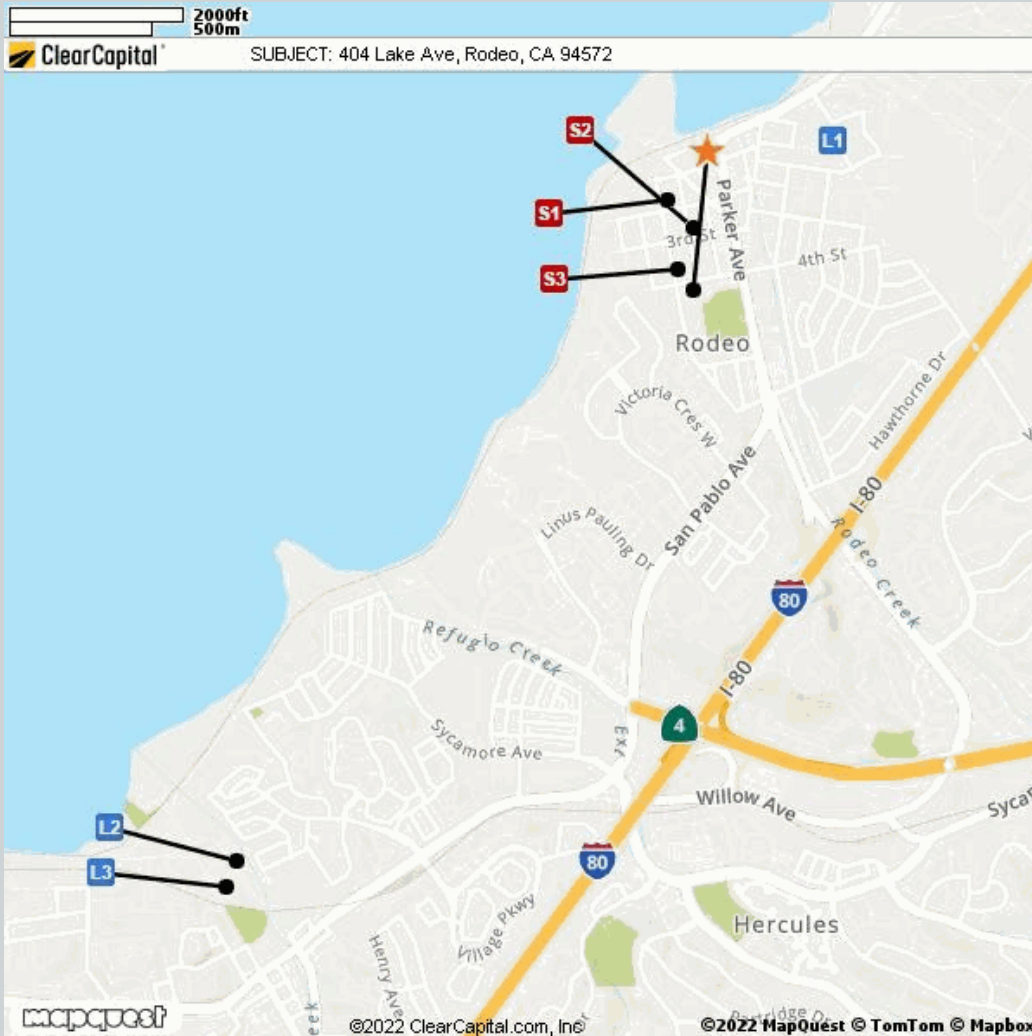 2000ft
500m
ClearCapital
SUBJECT: 404 Lake Ave, Rodeo, CA 94572
S2
L1
S1
Parker Ave
3rd St
4th St
S3
Rodeo
Hawthorne Dr
Victoria Cres W
San Pablo Ave
I-80
Linus Pauling Dr
Rodeo Creek
80
Refugio Creek
I-80
4
Sycamore Ave
Willow Ave
L2
80
L3
Village Pkwy
Hercules
Henry Ave
Partridge Dr
mapquest
©2022 ClearCapital.com, Inc
©2022 MapQuest © TomTom © Mapbox